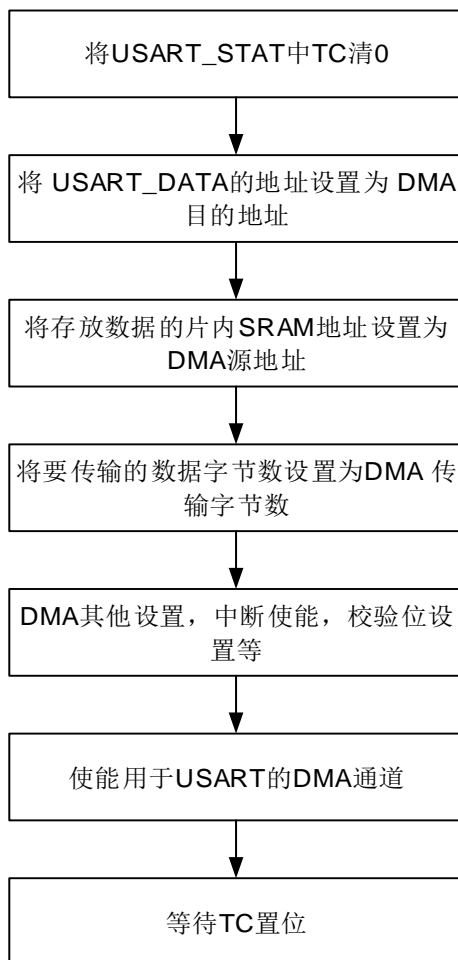 将USART_STAT中TC清0
将 USART_DATA的地址设置为 DMA
目的地址
将存放数据的片内SRAM地址设置为
DMA源地址
将要传输的数据字节数设置为DMA 传
输字节数
DMA其他设置，中断使能，校验位设
置等
使能用于USART的DMA通道
等待TC置位